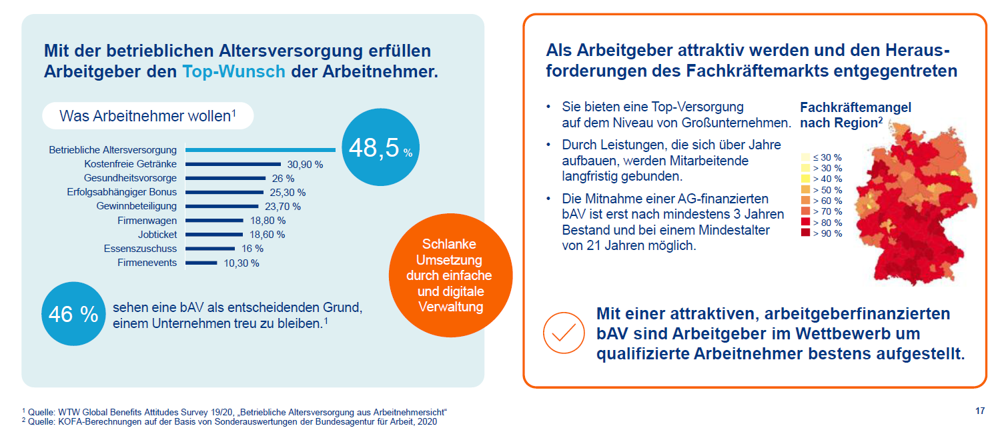 Mit der betrieblichen Altersversorgung erfüllen
Arbeitgeber den Top-Wunsch der Arbeitnehmer.
Was Arbeitnehmer wollen¹
Betriebliche Altersversorgung
48,5 %
Kostenfreie Getränke 30,90 %
Gesundheitsvorsorge 26 %
Erfolgsabhängiger Bonus 25,30 %
Gewinnbeteiligung 23,70 %
Firmenwagen 18,80 %
Jobticket 18,60 %
Essenszuschuss 16 %
Firmenevents 10,30 %
46 %
sehen eine bAV als entscheidenden Grund,
einem Unternehmen treu zu bleiben.¹
Schlanke
Umsetzung
durch einfache
und digitale
Verwaltung
Als Arbeitgeber attraktiv werden und den Heraus-
forderungen des Fachkräftemarkts entgegentreten
• Sie bieten eine Top-Versorgung
auf dem Niveau von Großunternehmen.
• Durch Leistungen, die sich über Jahre
aufbauen, werden Mitarbeitende
langfristig gebunden.
• Die Mitnahme einer AG-finanzierten
bAV ist erst nach mindestens 3 Jahren
Bestand und bei einem Mindestalter
von 21 Jahren möglich.
Fachkräftemangel
nach Region²
≤ 30 %
> 30 %
> 40 %
> 50 %
> 60 %
> 70 %
> 80 %
> 90 %
Mit einer attraktiven, arbeitgeberfinanzierten
bAV sind Arbeitgeber im Wettbewerb um
qualifizierte Arbeitnehmer bestens aufgestellt.
¹ Quelle: WTW Global Benefits Attitudes Survey 19/20, „Betriebliche Altersversorgung aus Arbeitnehmersicht“
² Quelle: KOFA-Berechnungen auf der Basis von Sonderauswertungen der Bundesagentur für Arbeit, 2020
17